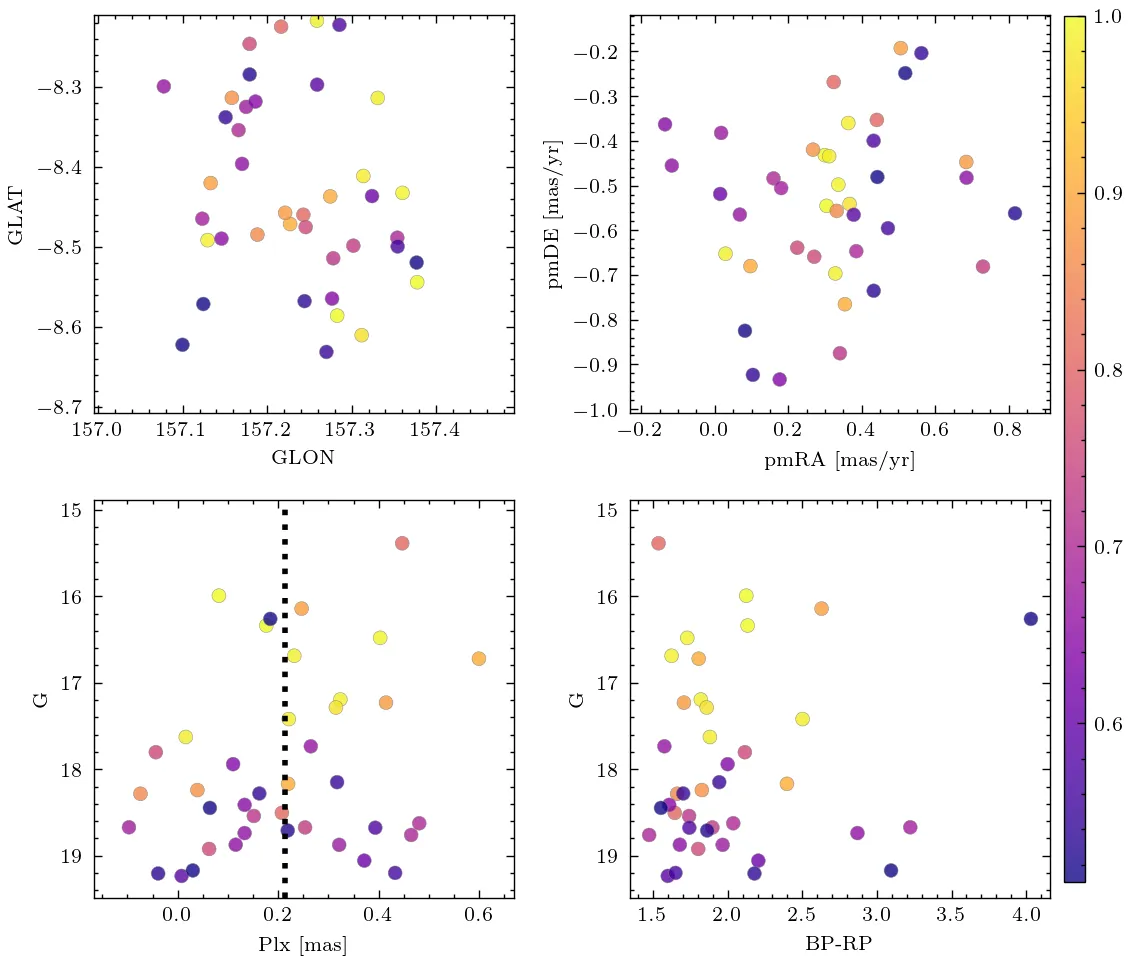 −8.3
−8.4
−8.5
−8.6
−8.7
GLAT
157.0 157.1 157.2 157.3 157.4
GLON
−0.2
−0.3
−0.4
−0.5
−0.6
−0.7
−0.8
−0.9
−1.0
pmDE [mas/yr]
−0.2 0.0 0.2 0.4 0.6 0.8
pmRA [mas/yr]
1.0
0.9
0.8
0.7
0.6
15
16
17
18
19
G
0.0 0.2 0.4 0.6
Plx [mas]
15
16
17
18
19
G
1.5 2.0 2.5 3.0 3.5 4.0
BP-RP